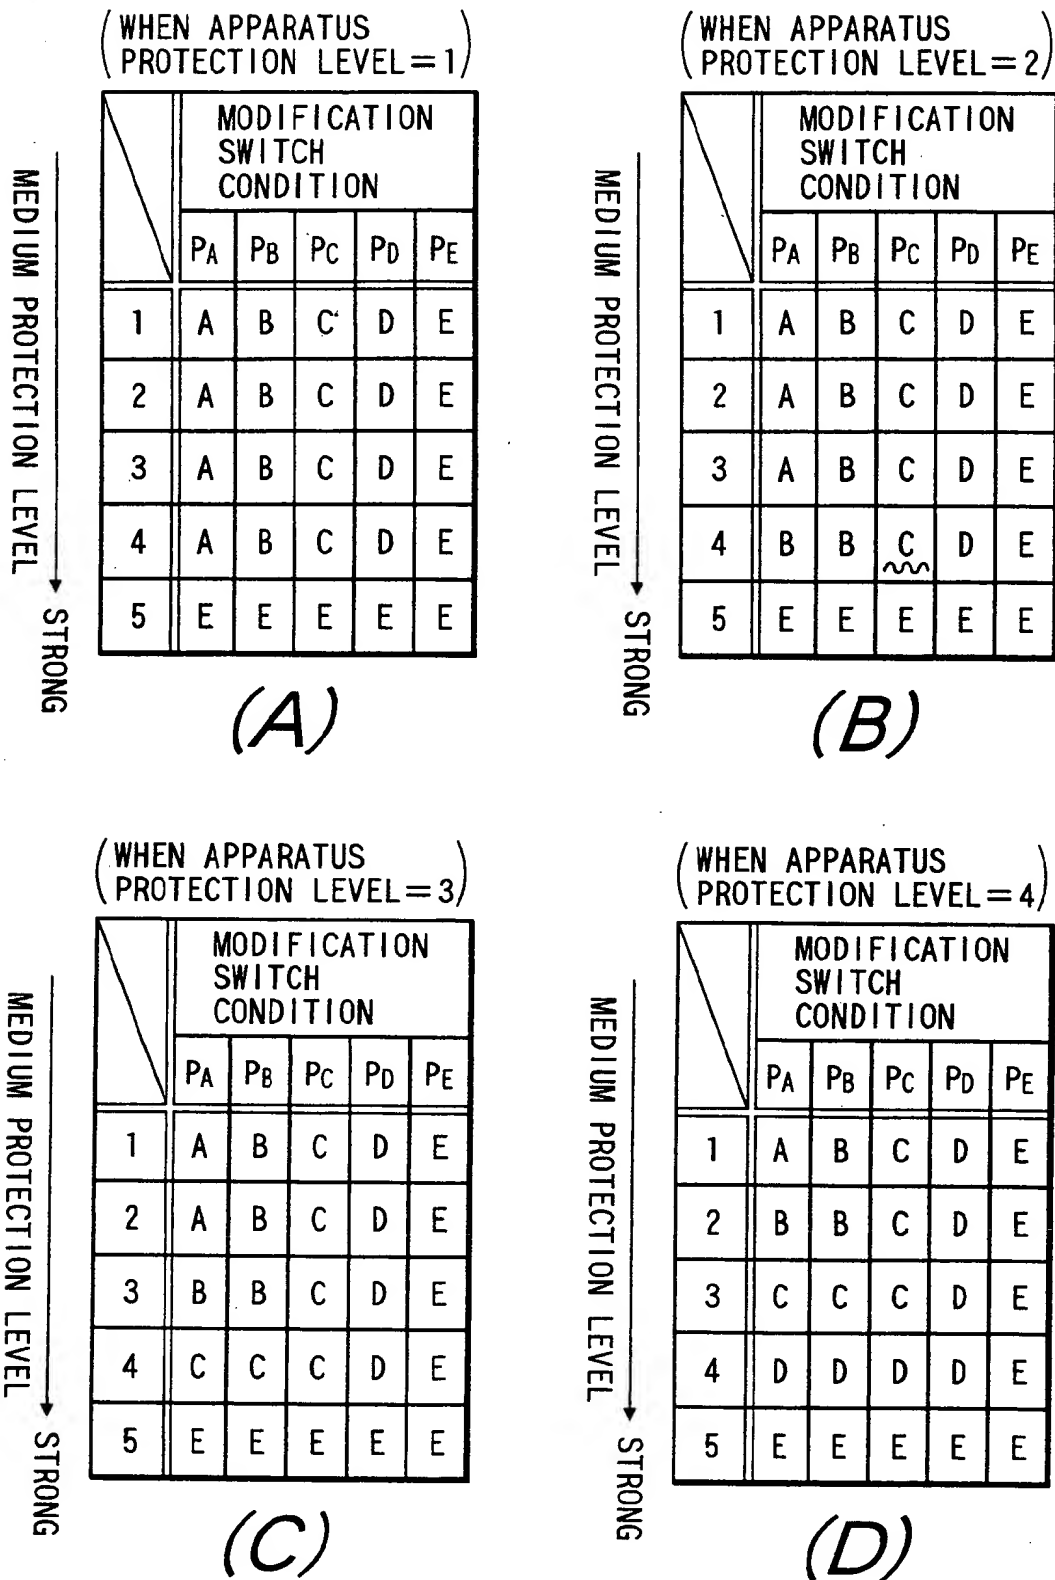 (WHEN APPARATUS
PROTECTION LEVEL=1)
MODIFICATION
SWITCH
CONDITION
PA PB PC PD PE
1 A B C D E
2 A B C D E
3 A B C D E
4 A B C D E
5 E E E E E
MEDIUM PROTECTION LEVEL
STRONG
(A)
(WHEN APPARATUS
PROTECTION LEVEL=2)
MODIFICATION
SWITCH
CONDITION
PA PB PC PD PE
1 A B C D E
2 A B C D E
3 A B C D E
4 B B C D E
5 E E E E E
MEDIUM PROTECTION LEVEL
STRONG
(B)
(WHEN APPARATUS
PROTECTION LEVEL=3)
MODIFICATION
SWITCH
CONDITION
PA PB PC PD PE
1 A B C D E
2 A B C D E
3 B B C D E
4 C C C D E
5 E E E E E
MEDIUM PROTECTION LEVEL
STRONG
(C)
(WHEN APPARATUS
PROTECTION LEVEL=4)
MODIFICATION
SWITCH
CONDITION
PA PB PC PD PE
1 A B C D E
2 B B C D E
3 C C C D E
4 D D D D E
5 E E E E E
MEDIUM PROTECTION LEVEL
STRONG
(D)